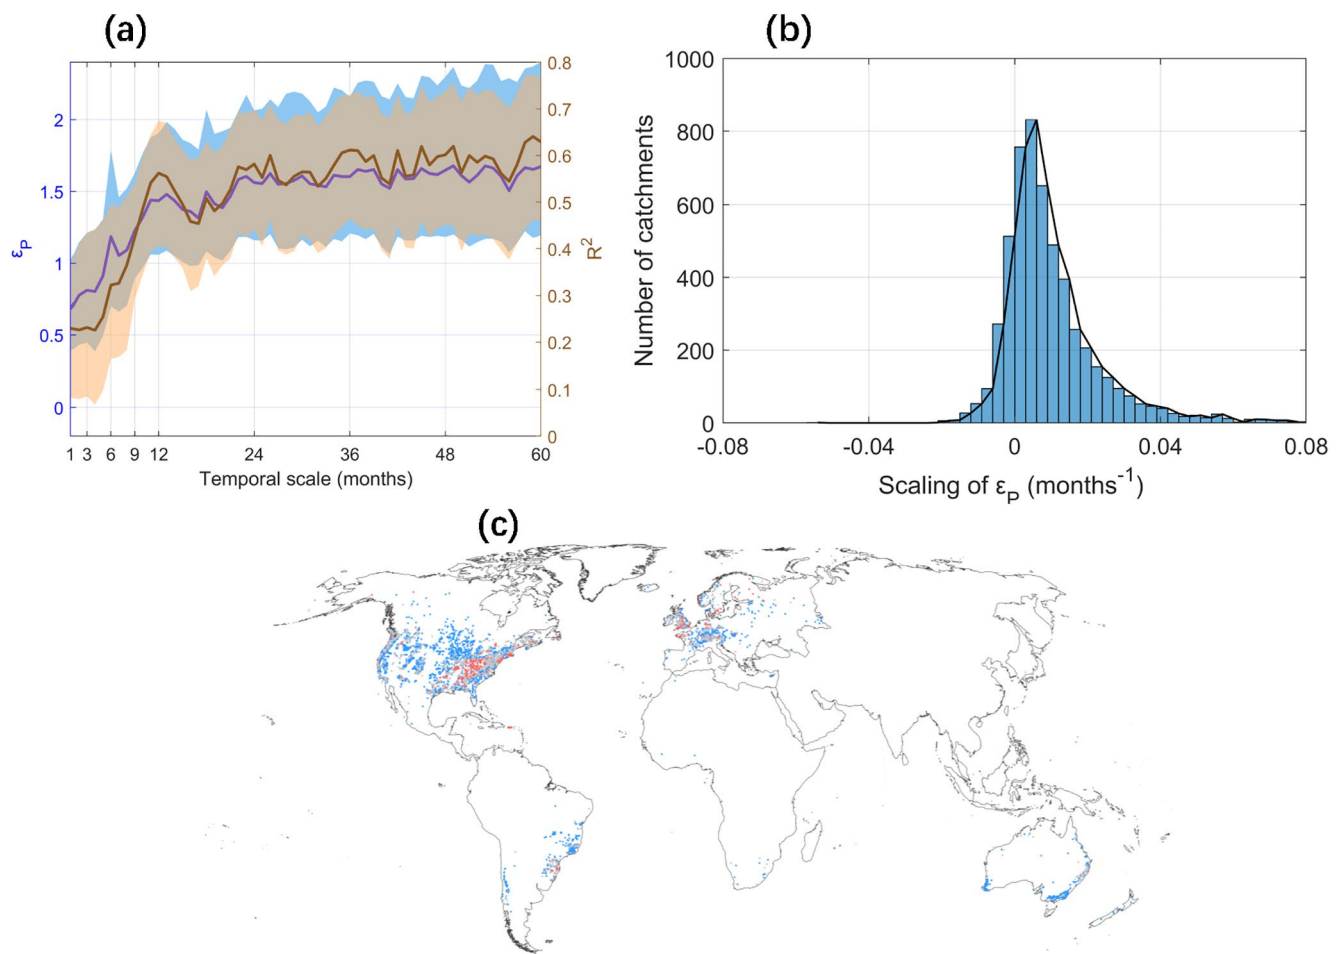 (a)
2
1.5
1
0.5
0
ε_P
0.8
0.7
0.6
0.5
0.4
0.3
0.2
0.1
0
R²
1 3 6 9 12 24 36 48 60
Temporal scale (months)
(b)
1000
800
600
400
200
0
Number of catchments
-0.08 -0.04 0 0.04 0.08
Scaling of ε_P (months⁻¹)
(c)